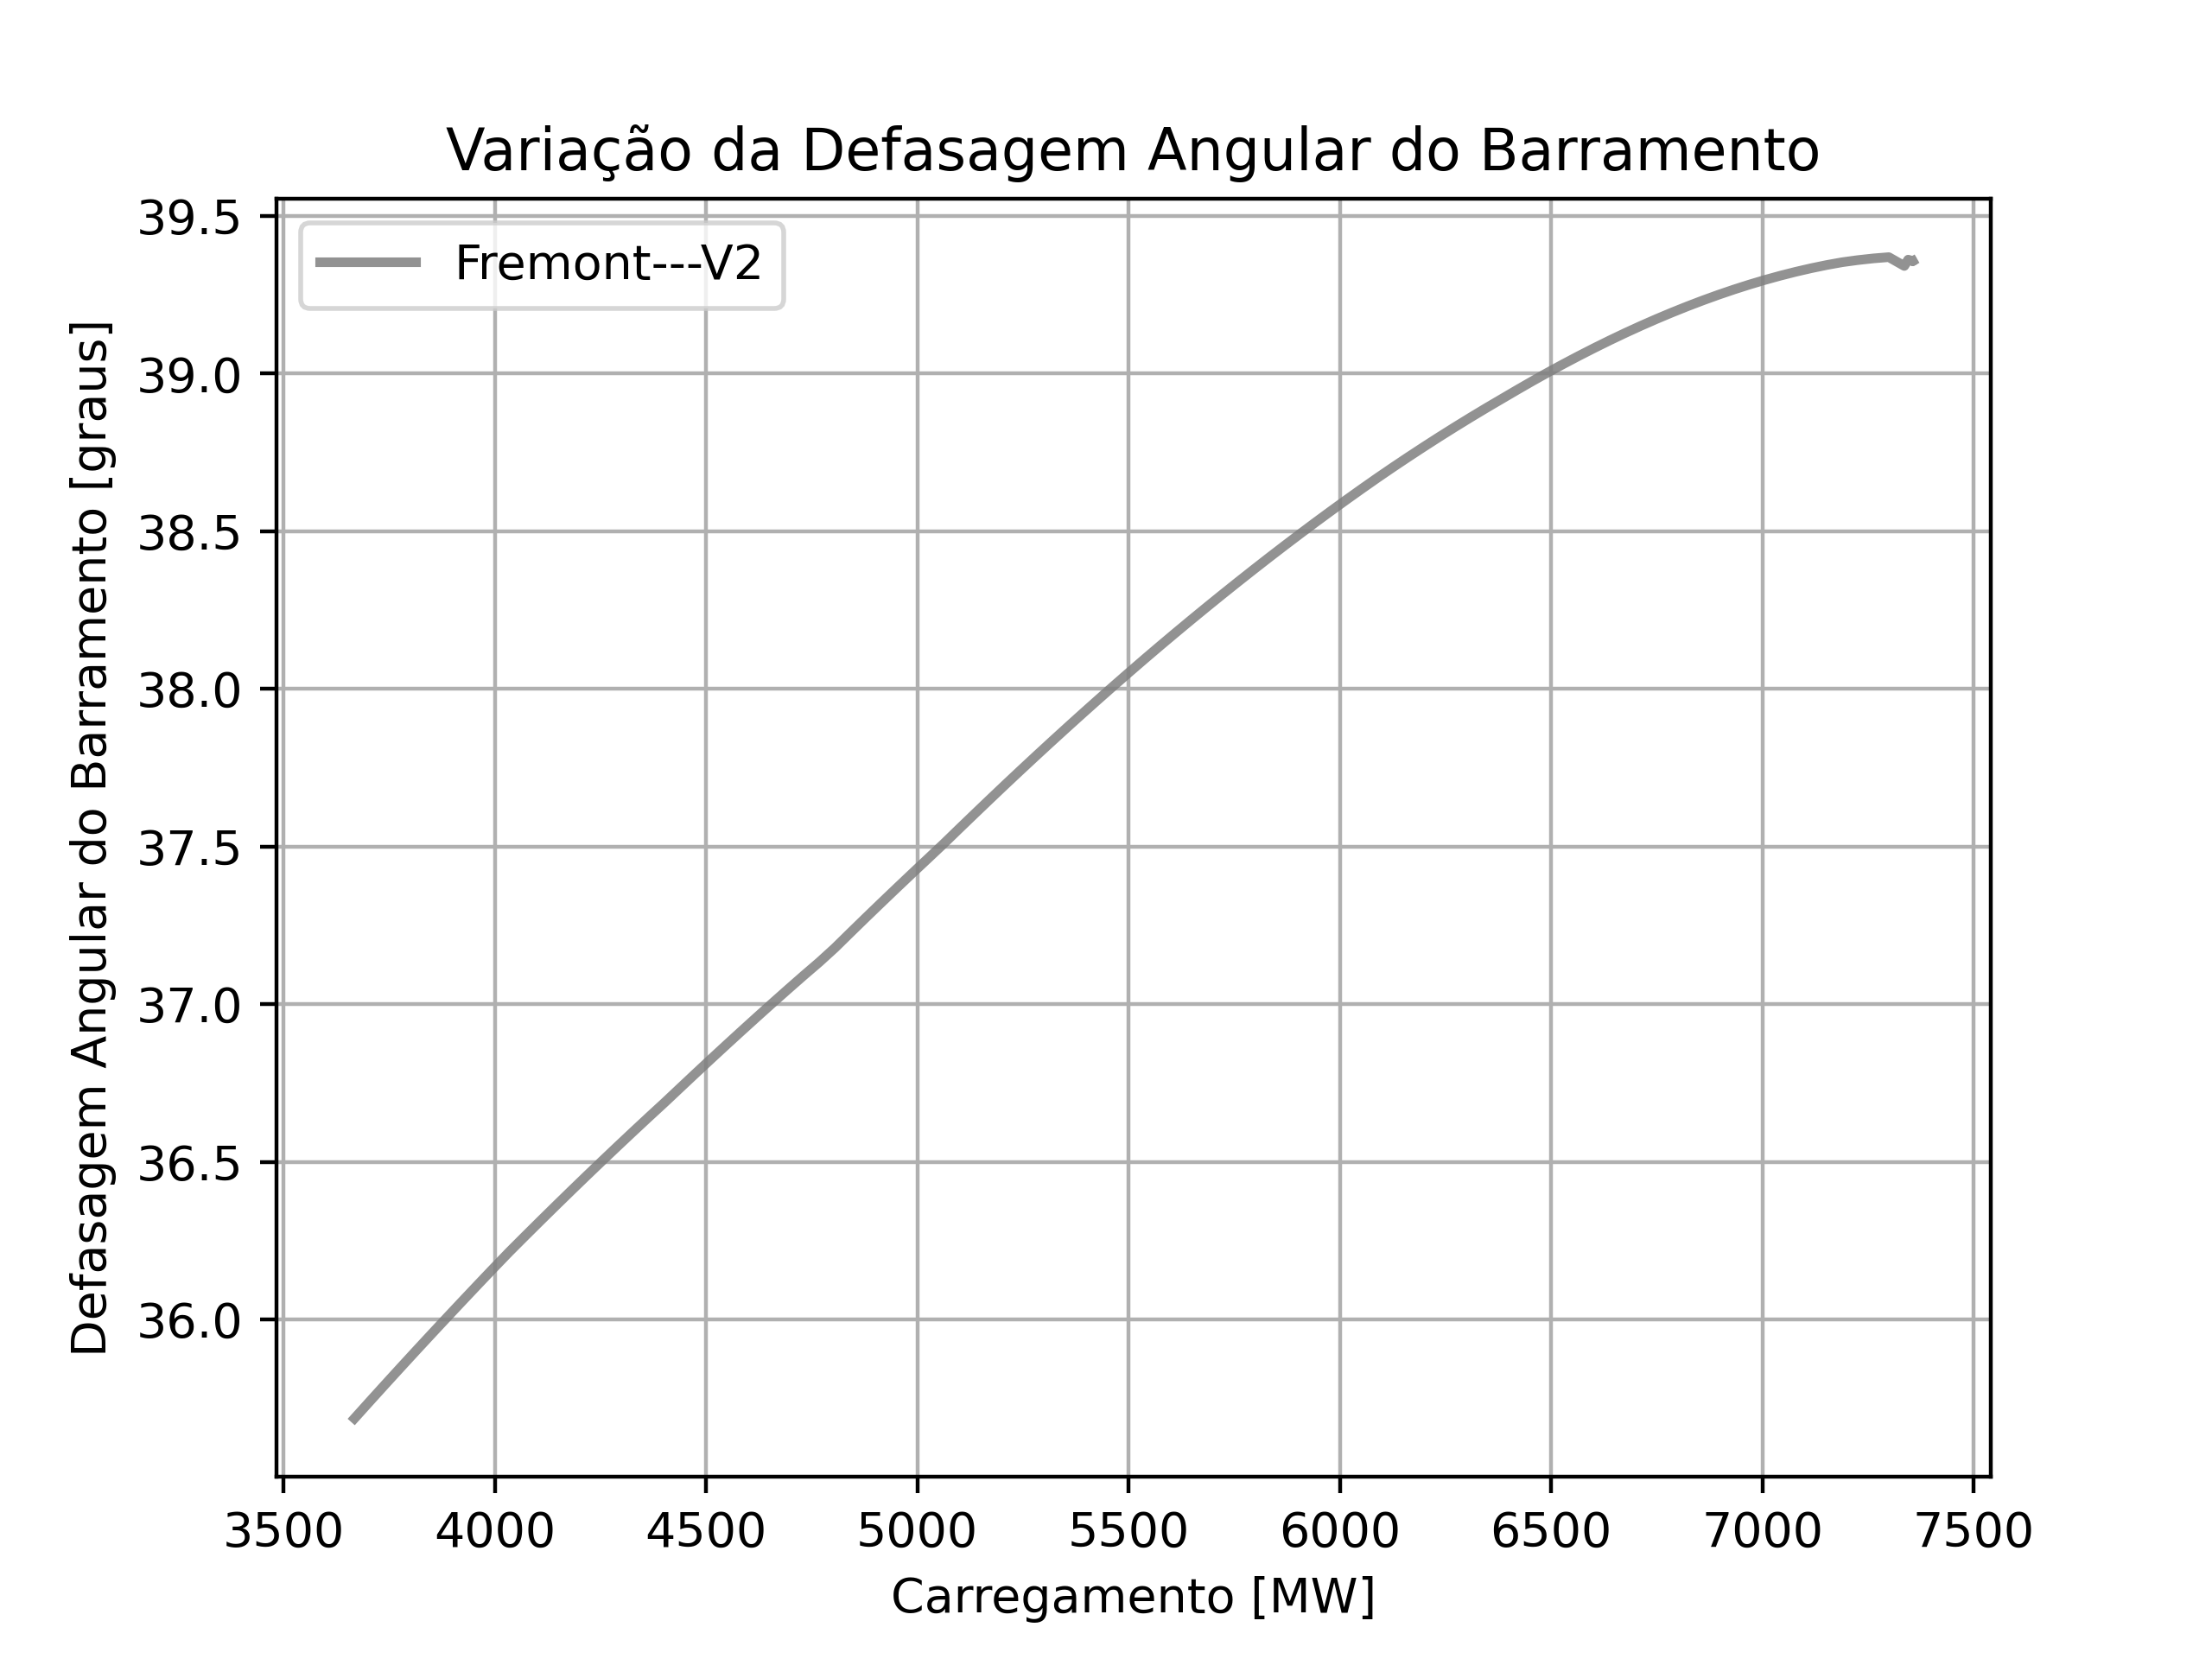 Variação da Defasagem Angular do Barramento
Fremont---V2
Defasagem Angular do Barramento [graus]
39.5
39.0
38.5
38.0
37.5
37.0
36.5
36.0
3500 4000 4500 5000 5500 6000 6500 7000 7500
Carregamento [MW]